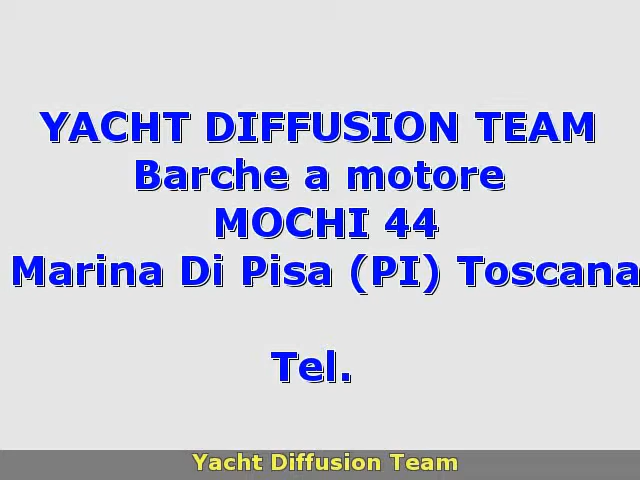 YACHT DIFFUSION TEAM
Barche a motore
MOCHI 44
Marina Di Pisa (PI) Toscana
Tel.
Yacht Diffusion Team